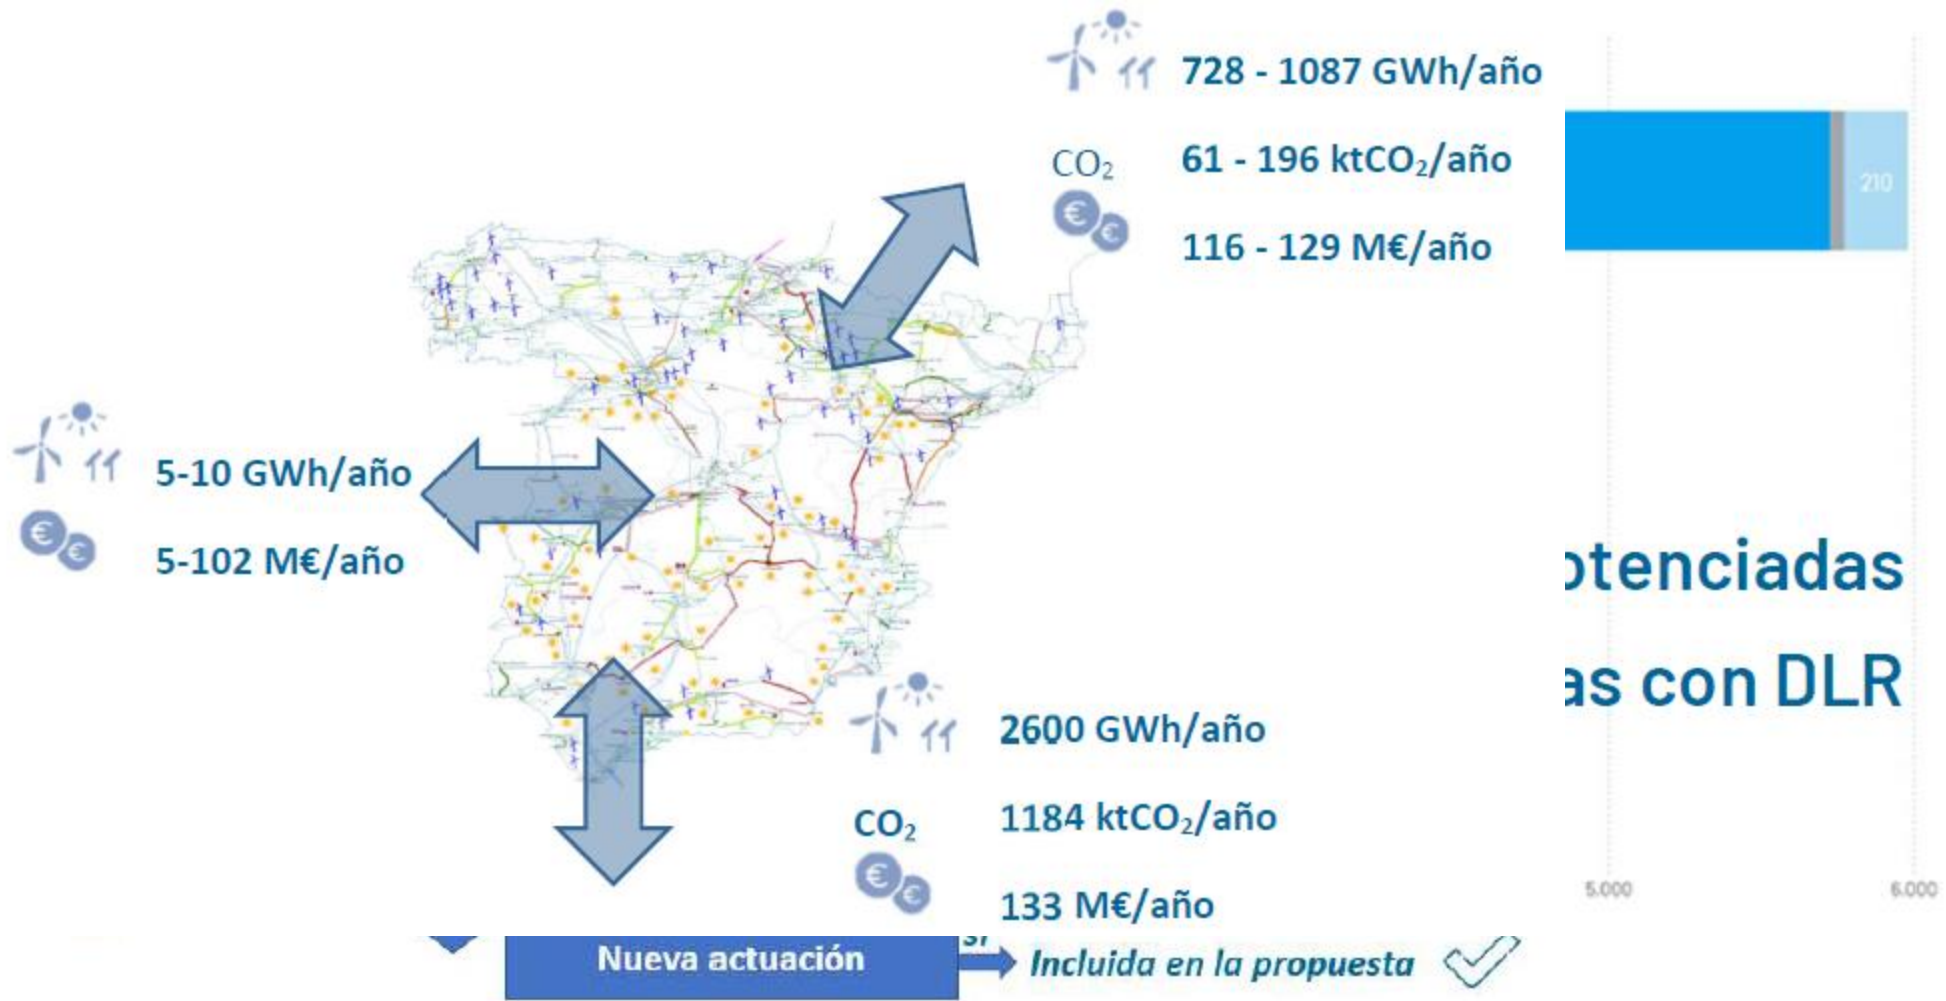 728 - 1087 GWh/año
CO₂
61 - 196 ktCO₂/año
116 - 129 M€/año
210
5-10 GWh/año
5-102 M€/año
otenciadas
as con DLR
2600 GWh/año
CO₂
1184 ktCO₂/año
133 M€/año
5.000
6.000
Nueva actuación
Incluida en la propuesta